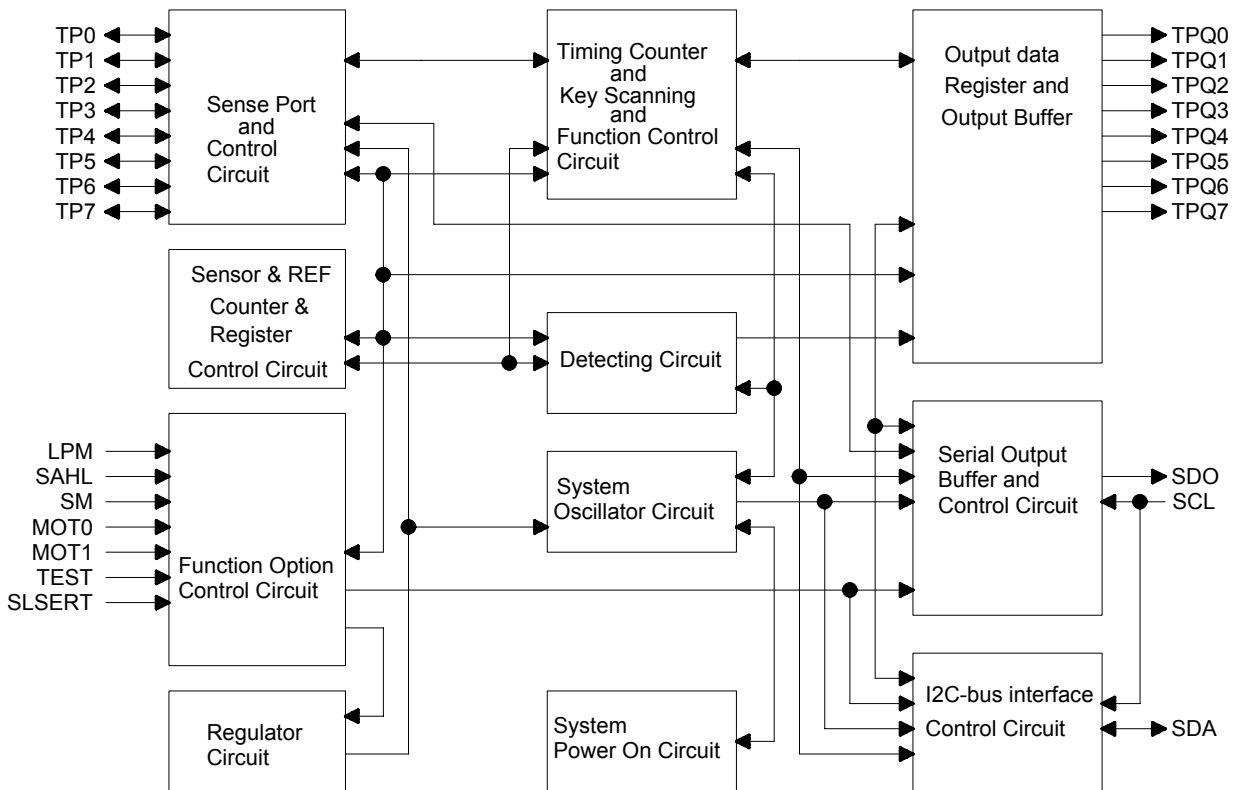 TP0
TP1
TP2
TP3
TP4
TP5
TP6
TP7
Sense Port
and
Control
Circuit
Timing Counter
and
Key Scanning
and
Function Control
Circuit
Output data
Register and
Output Buffer
TPQ0
TPQ1
TPQ2
TPQ3
TPQ4
TPQ5
TPQ6
TPQ7
Sensor & REF
Counter &
Register
Control Circuit
Detecting Circuit
LPM
SAHL
SM
MOT0
MOT1
TEST
SLSERT
Function Option
Control Circuit
System
Oscillator Circuit
Serial Output
Buffer and
Control Circuit
SDO
SCL
Regulator
Circuit
System
Power On Circuit
I2C-bus interface
Control Circuit
SDA